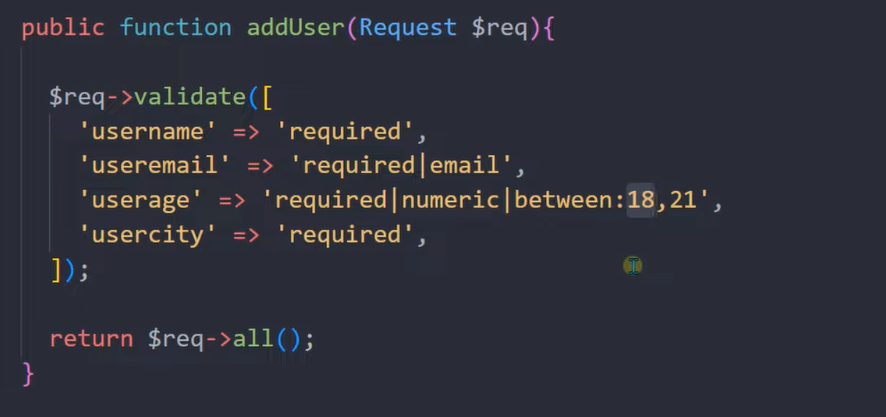 public function addUser(Request $req){
$req->validate([
'username' => 'required',
'useremail' => 'required|email',
'userage' => 'required|numeric|between:18,21',
'usercity' => 'required',
]);
return $req->all();
}